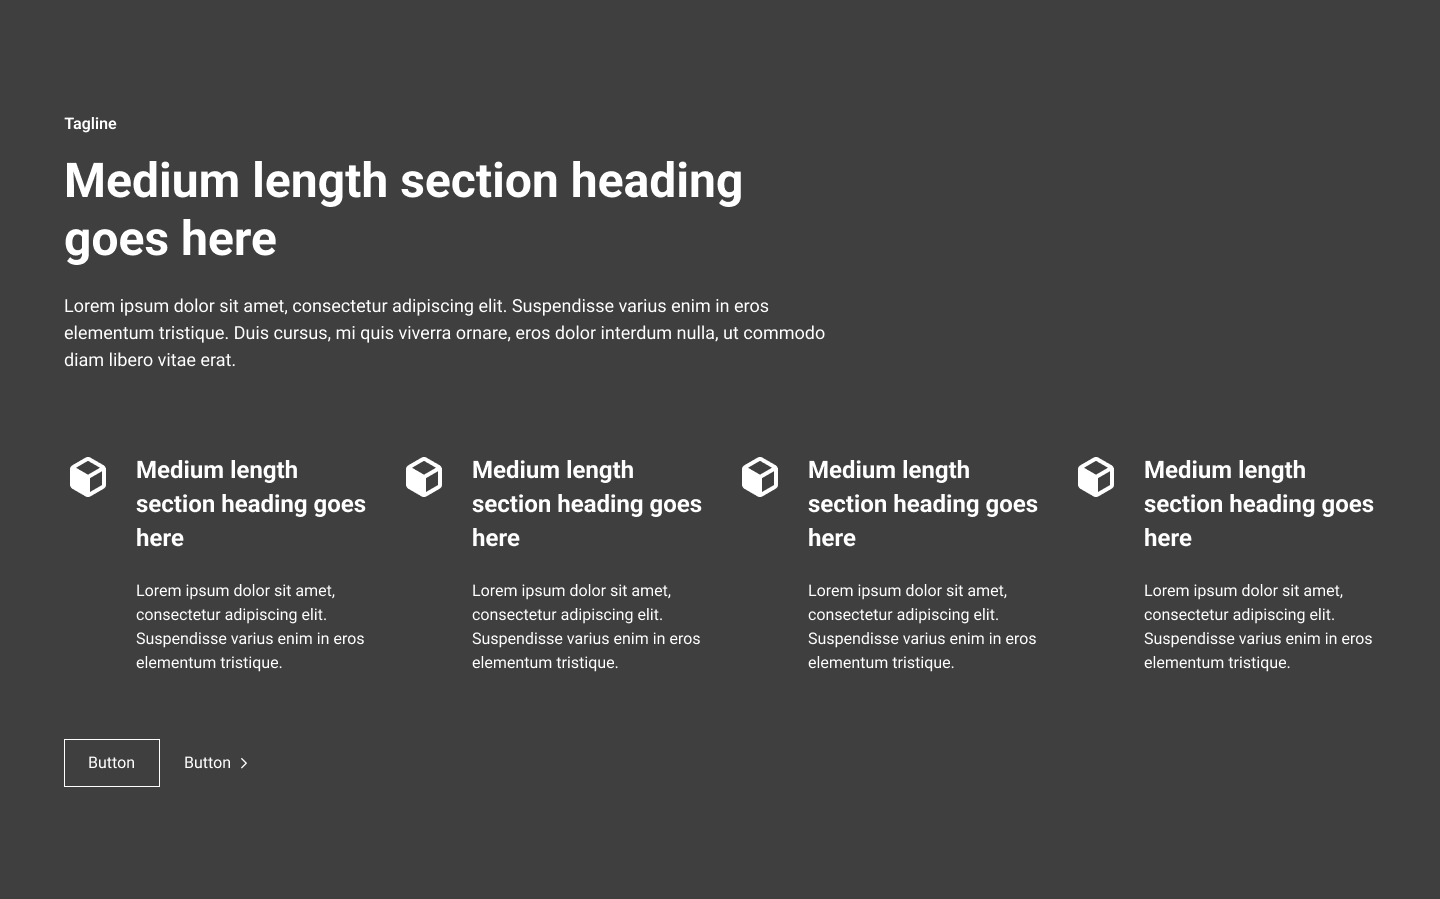 Tagline
Medium length section heading
goes here
Lorem ipsum dolor sit amet, consectetur adipiscing elit. Suspendisse varius enim in eros
elementum tristique. Duis cursus, mi quis viverra ornare, eros dolor interdum nulla, ut commodo
diam libero vitae erat.
Medium length
section heading goes
here
Lorem ipsum dolor sit amet,
consectetur adipiscing elit.
Suspendisse varius enim in eros
elementum tristique.
Medium length
section heading goes
here
Lorem ipsum dolor sit amet,
consectetur adipiscing elit.
Suspendisse varius enim in eros
elementum tristique.
Medium length
section heading goes
here
Lorem ipsum dolor sit amet,
consectetur adipiscing elit.
Suspendisse varius enim in eros
elementum tristique.
Medium length
section heading goes
here
Lorem ipsum dolor sit amet,
consectetur adipiscing elit.
Suspendisse varius enim in eros
elementum tristique.
Button
Button